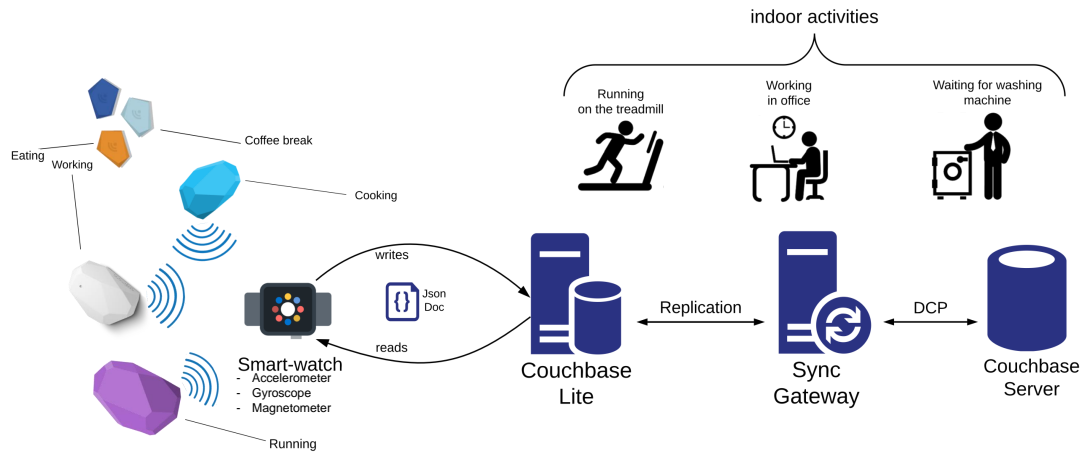 indoor activities
Running
on the treadmill
Working
in office
Waiting for washing
machine
Coffee break
Eating
Working
Cooking
writes
{ }
Json
Doc
reads
Replication
DCP
Smart-watch
- Accelerometer
- Gyroscope
- Magnetometer
Running
Couchbase
Lite
Sync
Gateway
Couchbase
Server